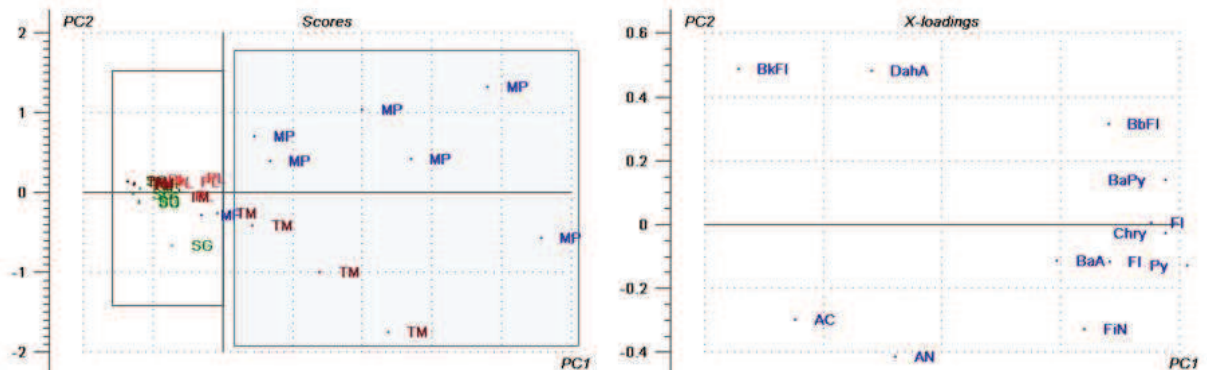 PC2 Scores
2
1
0
-1
-2
MP
MP
MP
MP
MP
SG
MP
TM
TM
MP
SG
TM
TM
PC1
PC2 X-loadings
0.6
0.4
0.2
0
-0.2
-0.4
BkFl DahA
BbFl
BaPy
Fl
Chry
BaA Fl Py
AC
FiN
AN
PC1